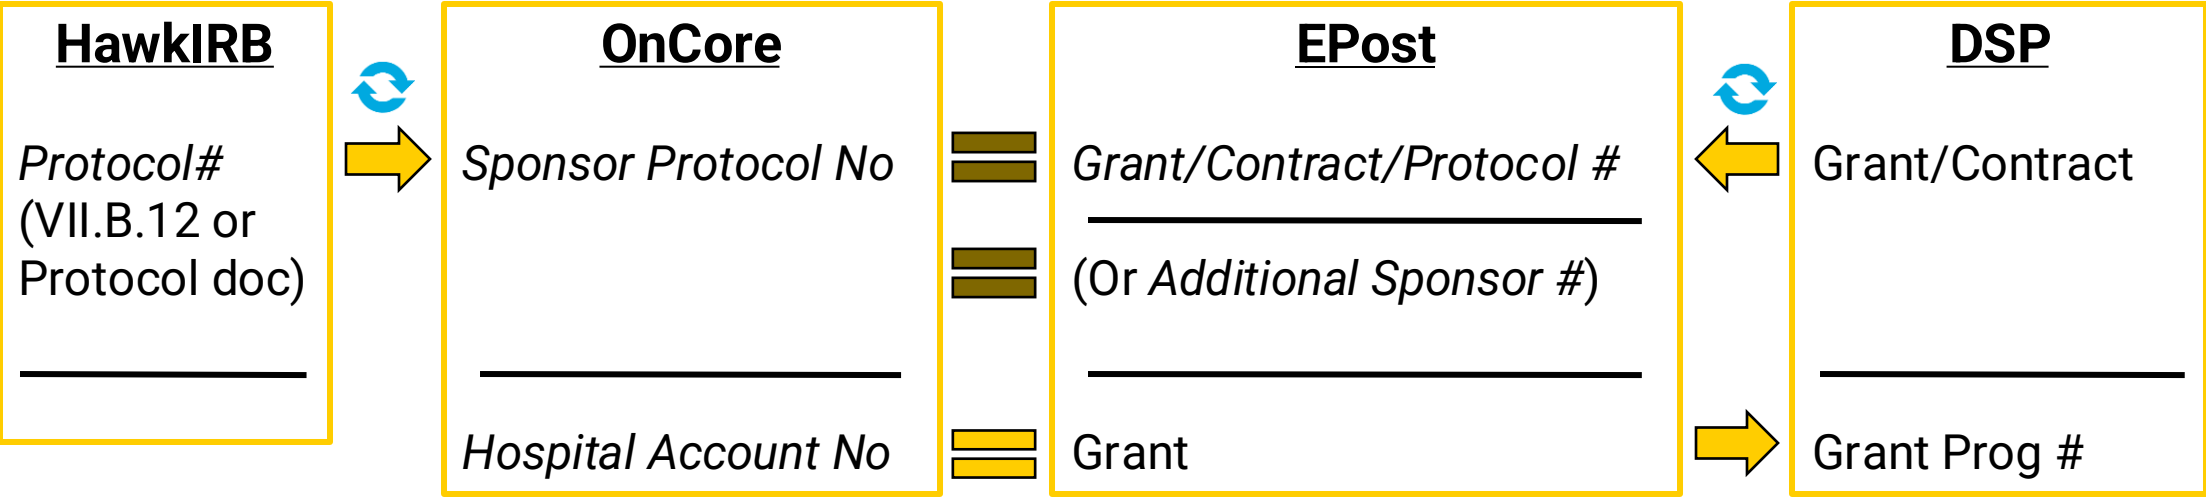 HawkIRB
Protocol#
(VII.B.12 or
Protocol doc)
OnCore
Sponsor Protocol No
Hospital Account No
EPost
Grant/Contract/Protocol #
(Or Additional Sponsor #)
Grant
DSP
Grant/Contract
Grant Prog #